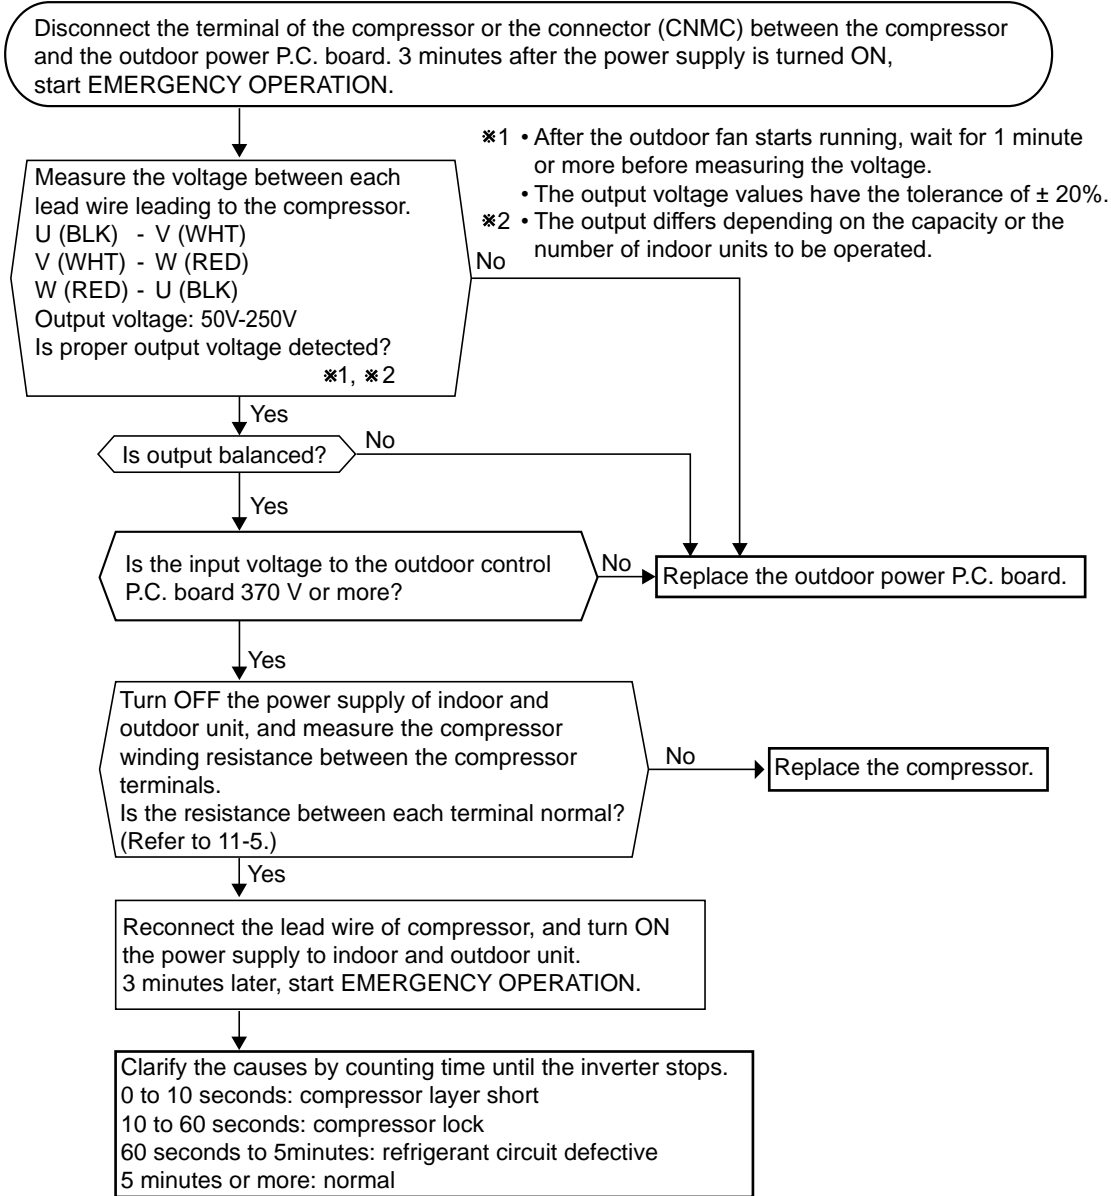 Disconnect the terminal of the compressor or the connector (CNMC) between the compressor
and the outdoor power P.C. board. 3 minutes after the power supply is turned ON,
start EMERGENCY OPERATION.
※1 • After the outdoor fan starts running, wait for 1 minute
or more before measuring the voltage.
• The output voltage values have the tolerance of ± 20%.
※2 • The output differs depending on the capacity or the
number of indoor units to be operated.
Measure the voltage between each
lead wire leading to the compressor.
U (BLK) - V (WHT)
V (WHT) - W (RED)
W (RED) - U (BLK)
Output voltage: 50V-250V
Is proper output voltage detected?
※1, ※2
No
Yes
Is output balanced?
No
Yes
Is the input voltage to the outdoor control
P.C. board 370 V or more?
No
Replace the outdoor power P.C. board.
Yes
Turn OFF the power supply of indoor and
outdoor unit, and measure the compressor
winding resistance between the compressor
terminals.
Is the resistance between each terminal normal?
(Refer to 11-5.)
No
Replace the compressor.
Yes
Reconnect the lead wire of compressor, and turn ON
the power supply to indoor and outdoor unit.
3 minutes later, start EMERGENCY OPERATION.
Clarify the causes by counting time until the inverter stops.
0 to 10 seconds: compressor layer short
10 to 60 seconds: compressor lock
60 seconds to 5minutes: refrigerant circuit defective
5 minutes or more: normal